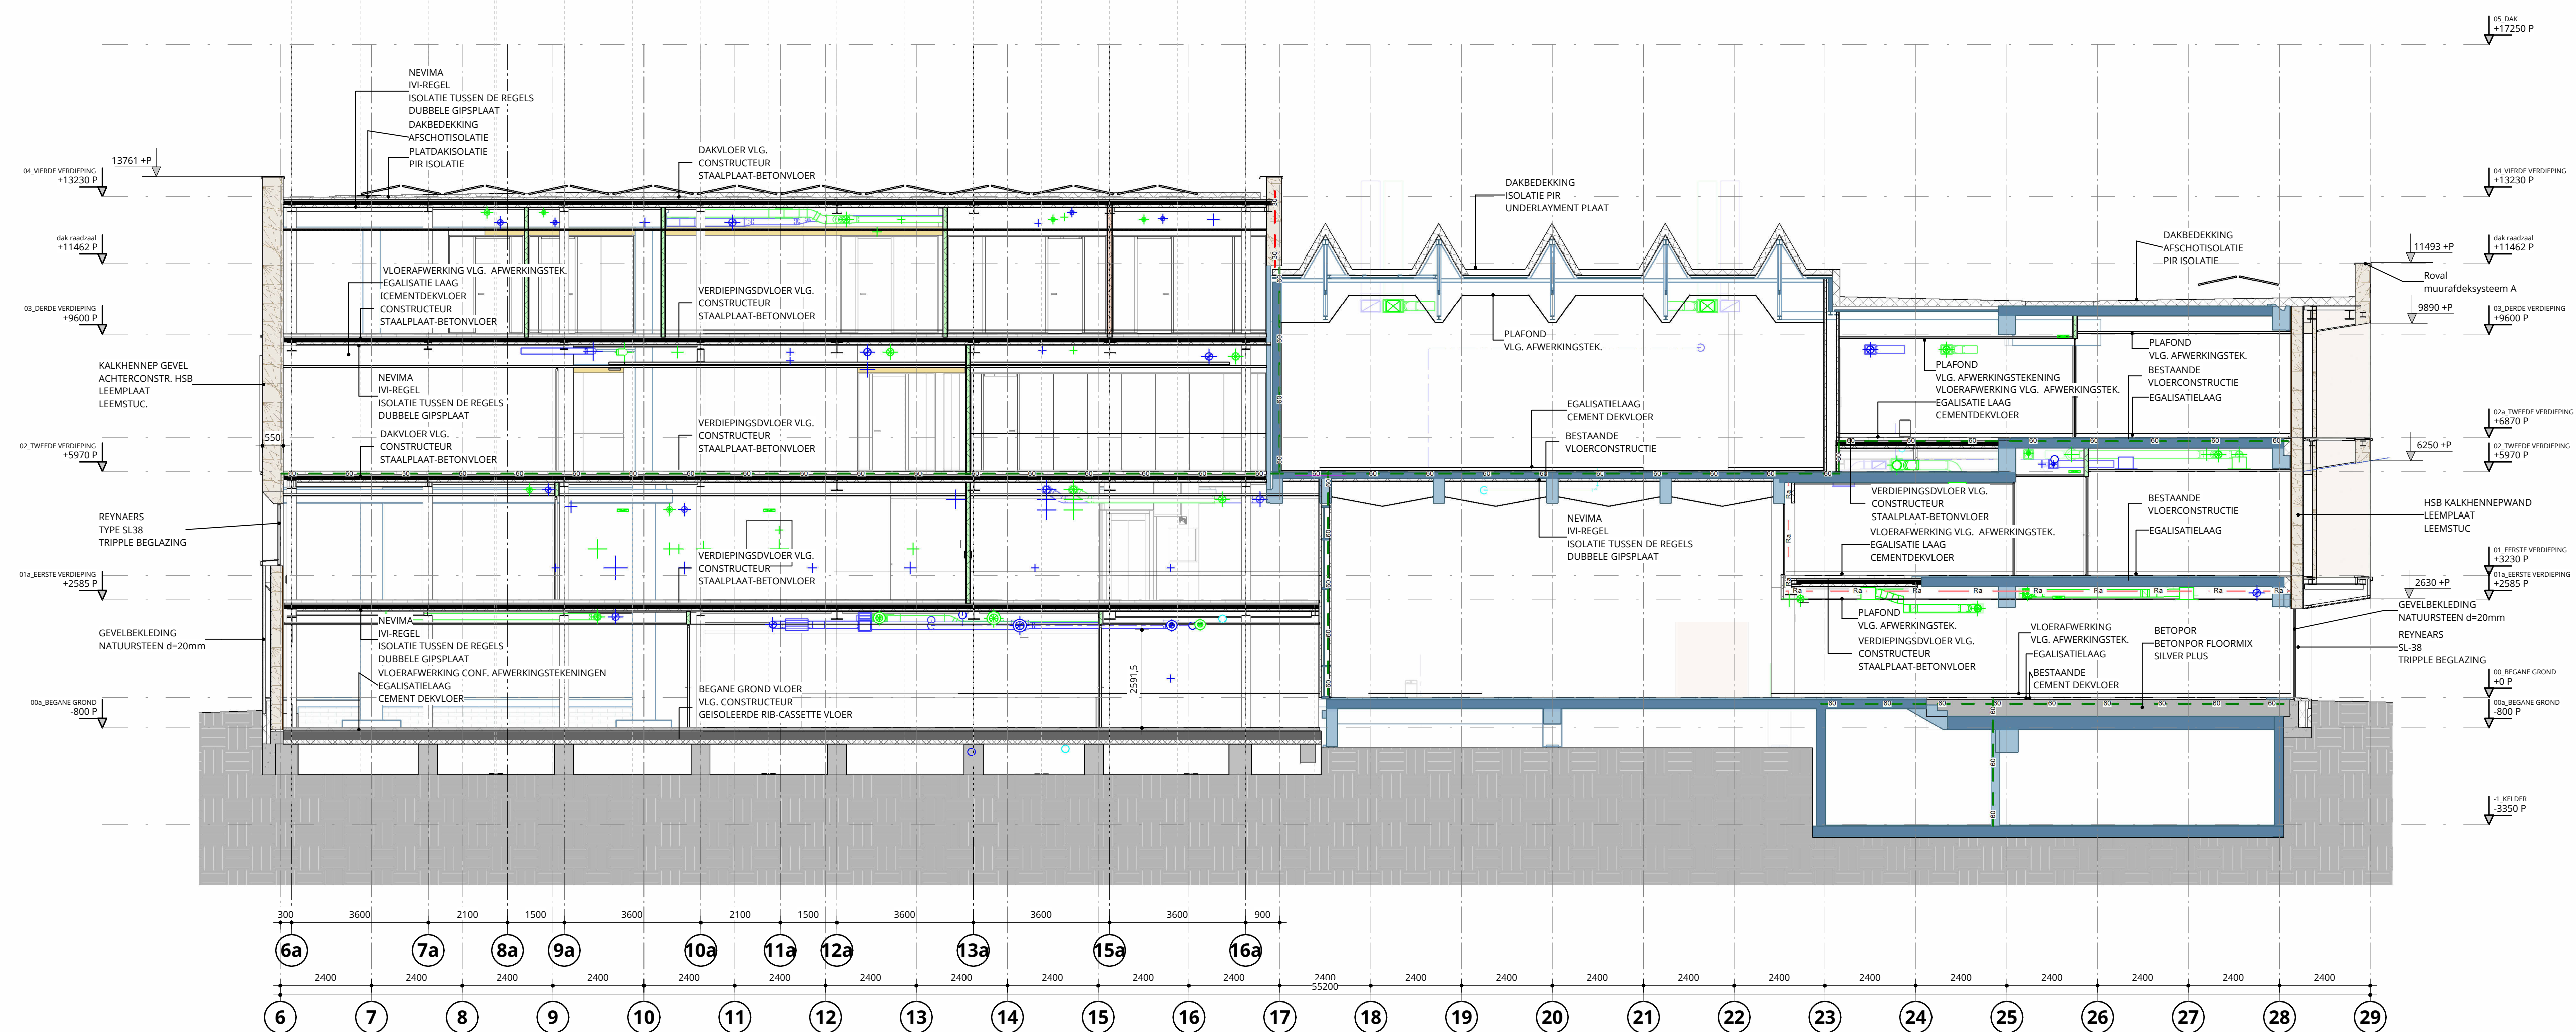 05_DAK
+17250 P
NEVIMA
IVI-REGEL
ISOLATIE TUSSEN DE REGELS
DUBBELE GIPSPLAAT
DAKBEDEKKING
AFSCHOTISOLATIE
PLATDAKISOLATIE
PIR ISOLATIE
DAKVLOER VLG.
CONSTRUCTEUR
STAALPLAAT-BETONVLOER
13761 +P
04_VIERDE VERDIEPING
+13230 P
dak raadzaal
+11462 P
03_DERDE VERDIEPING
+9600 P
KALKHENNEP GEVEL
ACHTERCONSTR. HSB
LEEMPLAAT
LEEMSTUC.
550
02_TWEEDE VERDIEPING
+5970 P
REYNAERS
TYPE SL38
TRIPPLE BEGLAZING
01a_EERSTE VERDIEPING
+2585 P
GEVELBEKLEDING
NATUURSTEEN d=20mm
00a_BEGANE GROND
-800 P
VLOERAFWERKING VLG. AFWERKINGSTEK.
EGALISATIE LAAG
ICEMENTDEKVLOER
CONSTRUCTEUR
STAALPLAAT-BETONVLOER
VERDIEPINGSDVLOER VLG.
CONSTRUCTEUR
STAALPLAAT-BETONVLOER
NEVIMA
IVI-REGEL
ISOLATIE TUSSEN DE REGELS
DUBBELE GIPSPLAAT
DAKVLOER VLG.
CONSTRUCTEUR
STAALPLAAT-BETONVLOER
VERDIEPINGSDVLOER VLG.
CONSTRUCTEUR
STAALPLAAT-BETONVLOER
VERDIEPINGSDVLOER VLG.
CONSTRUCTEUR
STAALPLAAT-BETONVLOER
NEVIMA
IVI-REGEL
ISOLATIE TUSSEN DE REGELS
DUBBELE GIPSPLAAT
VLOERAFWERKING CONF. AFWERKINGSTEKENINGEN
EGALISATIELAAG
CEMENT DEKVLOER
BEGANE GROND VLOER
VLG. CONSTRUCTEUR
GEISOLEERDE RIB-CASSETTE VLOER
2591,5
DAKBEDEKKING
ISOLATIE PIR
UNDERLAYMENT PLAAT
PLAFOND
VLG. AFWERKINGSTEK.
EGALISATIELAAG
CEMENT DEKVLOER
BESTAANDE
VLOERCONSTRUCTIE
NEVIMA
IVI-REGEL
ISOLATIE TUSSEN DE REGELS
DUBBELE GIPSPLAAT
DAKBEDEKKING
AFSCHOTISOLATIE
PIR ISOLATIE
PLAFOND
VLG. AFWERKINGSTEKENING
VLOERAFWERKING VLG. AFWERKINGSTEK.
EGALISATIE LAAG
CEMENTDEKVLOER
PLAFOND
VLG. AFWERKINGSTEK.
BESTAANDE
VLOERCONSTRUCTIE
EGALISATIELAAG
VERDIEPINGSDVLOER VLG.
CONSTRUCTEUR
STAALPLAAT-BETONVLOER
VLOERAFWERKING VLG. AFWERKINGSTEK.
EGALISATIE LAAG
CEMENTDEKVLOER
BESTAANDE
VLOERCONSTRUCTIE
EGALISATIELAAG
PLAFOND
VLG. AFWERKINGSTEK.
VERDIEPINGSDVLOER VLG.
CONSTRUCTEUR
STAALPLAAT-BETONVLOER
VLOERAFWERKING
VLG. AFWERKINGSTEK.
EGALISATIELAAG
BESTAANDE
CEMENT DEKVLOER
BETOPOR
BETONPOR FLOORMIX
SILVER PLUS
04_VIERDE VERDIEPING
+13230 P
dak raadzaal
+11462 P
11493 +P
Roval
muurafdeksysteem A
9890 +P
03_DERDE VERDIEPING
+9600 P
02a_TWEEDE VERDIEPING
+6870 P
6250 +P
02_TWEEDE VERDIEPING
+5970 P
HSB KALKHENNEPWAND
LEEMPLAAT
LEEMSTUC
01_EERSTE VERDIEPING
+3230 P
2630 +P
01a_EERSTE VERDIEPING
+2585 P
GEVELBEKLEDING
NATUURSTEEN d=20mm
REYNEARS
SL-38
TRIPPLE BEGLAZING
00_BEGANE GROND
+0 P
00a_BEGANE GROND
-800 P
-1_KELDER
-3350 P
300 3600 2100 1500 3600 2100 1500 3600 3600 3600 900
6a 7a 8a 9a 10a 11a 12a 13a 15a 16a
2400 2400 2400 2400 2400 2400 2400 2400 2400 2400 2400 2400 2400 2400 2400 2400 2400 2400 2400 2400 2400 2400 2400
55200
6 7 8 9 10 11 12 13 14 15 16 17 18 19 20 21 22 23 24 25 26 27 28 29